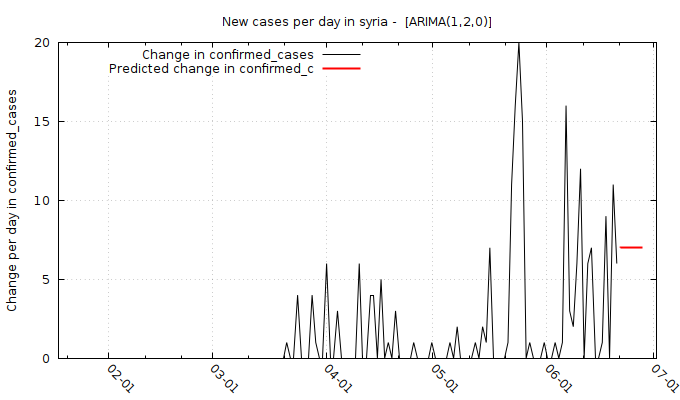 New cases per day in syria -  [ARIMA(1,2,0)]
Change in confirmed_cases
Predicted change in confirmed_c
Change per day in confirmed_cases
20
15
10
5
0
02-01
03-01
04-01
05-01
06-01
07-01